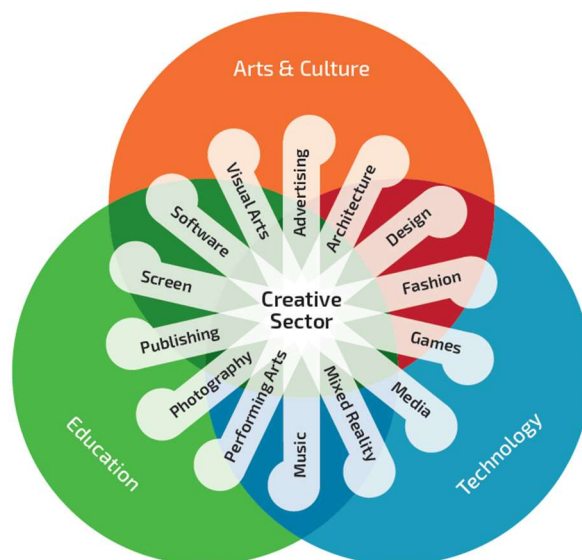 Arts & Culture
Advertising
Architecture
Design
Fashion
Games
Media
Mixed Reality
Music
Performing Arts
Photography
Publishing
Screen
Software
Visual Arts
Creative
Sector
Education
Technology